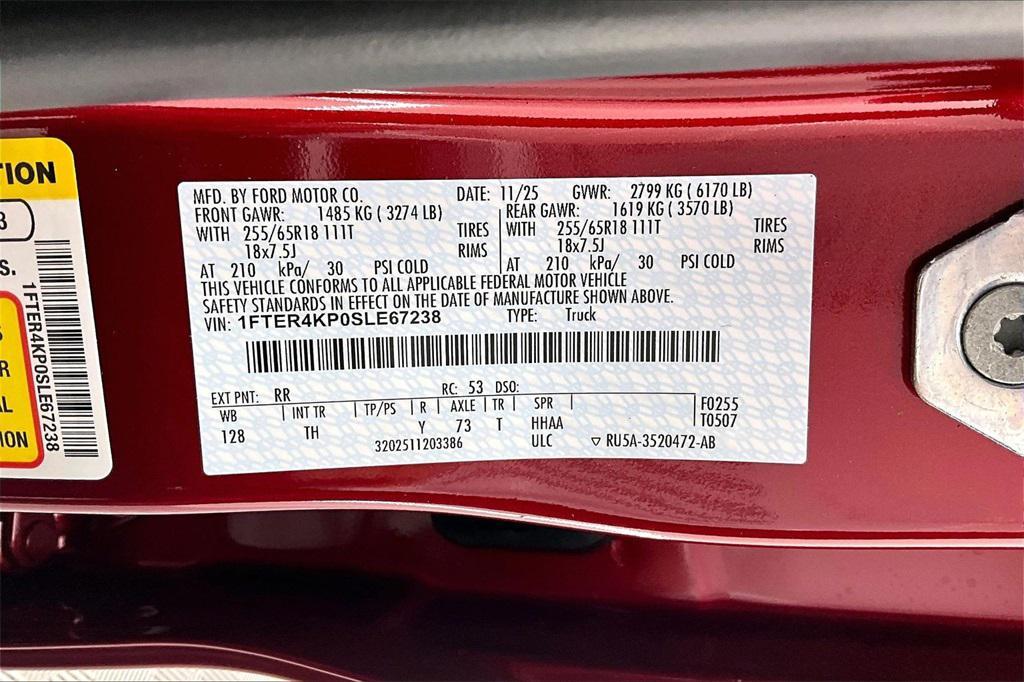 TION
3
S.
1FTER4KP0SLE67238
S
R
AL
ION
MFD. BY FORD MOTOR CO. DATE: 11/25 GVWR: 2799 KG ( 6170 LB)
FRONT GAWR: 1485 KG ( 3274 LB) REAR GAWR: 1619 KG ( 3570 LB)
WITH 255/65R18 111T TIRES WITH 255/65R18 111T TIRES
18x7.5J RIMS 18x7.5J RIMS
AT 210 kPa/ 30 PSI COLD AT 210 kPa/ 30 PSI COLD
THIS VEHICLE CONFORMS TO ALL APPLICABLE FEDERAL MOTOR VEHICLE
SAFETY STANDARDS IN EFFECT ON THE DATE OF MANUFACTURE SHOWN ABOVE.
VIN: 1FTER4KP0SLE67238 TYPE: Truck
EXT PNT: RR RC: 53 DSO:
WB INT TR TP/PS R AXLE TR SPR F0255
128 TH Y 73 T HHAA T0507
3202511203386 ULC ▽ RU5A-3520472-AB